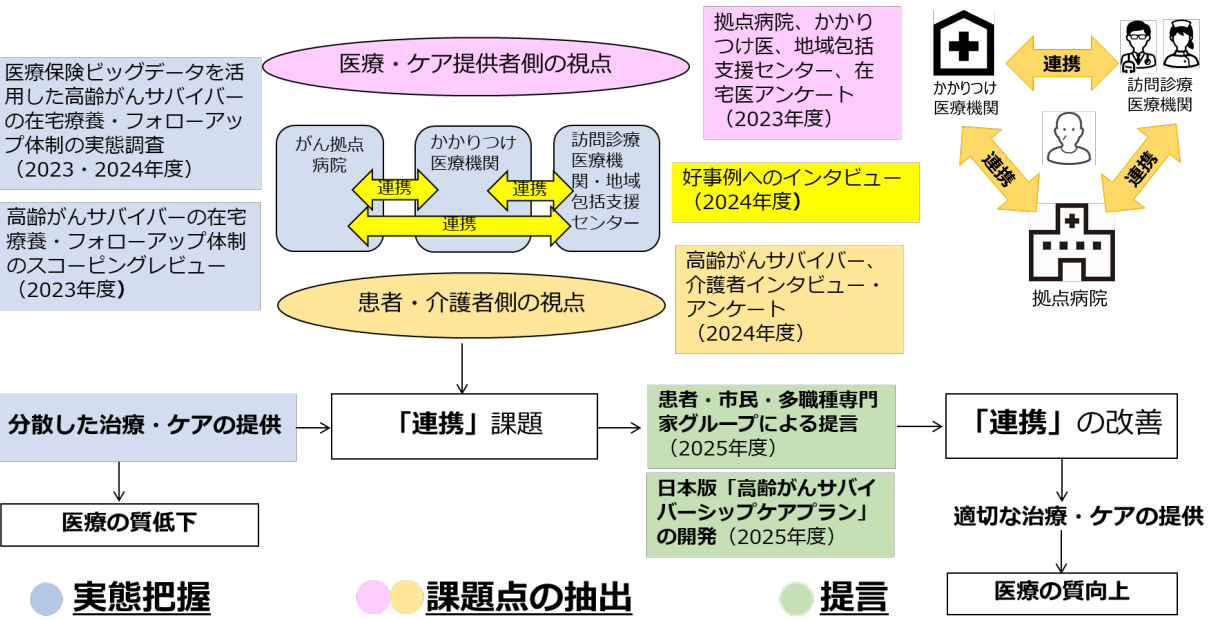 医療保険ビッグデータを活
用した高齢がんサバイバー
の在宅療養・フォローアッ
プ体制の実態調査
（2023・2024年度）
高齢がんサバイバーの在宅
療養・フォローアップ体制
のスコーピングレビュー
（2023年度）
医療・ケア提供者側の視点
がん拠点
病院
かかりつけ
医療機関
訪問診療
医療機
関・地域
包括支援
センター
連携
連携
連携
患者・介護者側の視点
拠点病院、かかり
つけ医、地域包括
支援センター、在
宅医アンケート
（2023年度）
好事例へのインタビュー
（2024年度）
高齢がんサバイバー、
介護者インタビュー・
アンケート
（2024年度）
かかりつけ
医療機関
連携
訪問診療
医療機関
連携
連携
拠点病院
分散した治療・ケアの提供
医療の質低下
「連携」課題
患者・市民・多職種専門
家グループによる提言
（2025年度）
日本版「高齢がんサバイ
バーシップケアプラン」
の開発（2025年度）
「連携」の改善
適切な治療・ケアの提供
医療の質向上
実態把握
課題点の抽出
提言